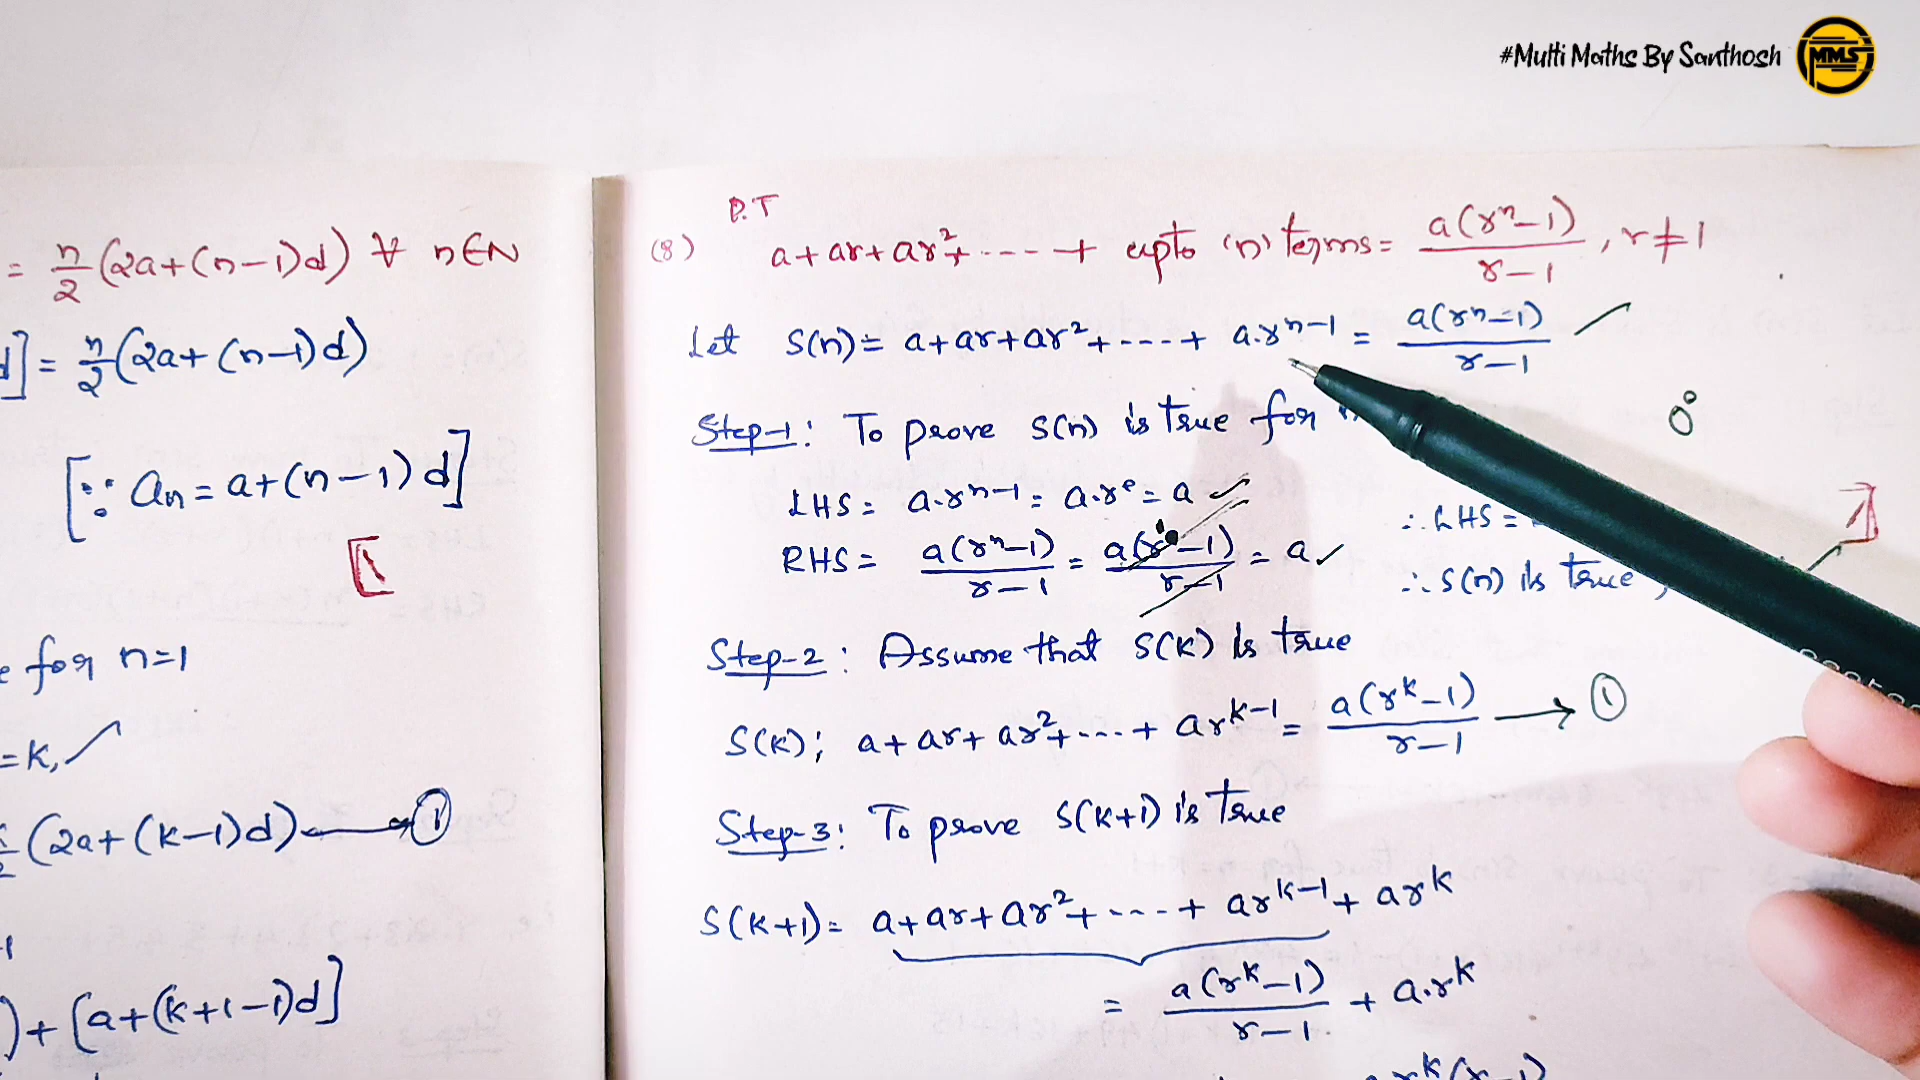 #Multi Maths By Santhosh
MMS
= n/2 (2a+(n-1)d) ∀ n∈N
] = n/2 (2a+(n-1)d)
[∵ an = a+(n-1)d]
for n=1
=k,
(2a+(k-1)d) → ①
)+[a+(k+1-1)d]
P.T
(8) a+ar+ar²+----+ upto 'n' terms = a(rⁿ-1)/r-1, r≠1
Let S(n) = a+ar+ar²+----+ a.rⁿ⁻¹ = a(rⁿ-1)/r-1
Step-1: To prove S(n) is true for
LHS = a.rⁿ⁻¹ = a.r⁰ = a
∴ LHS =
RHS = a(rⁿ-1)/r-1 = a(r¹-1)/r-1 = a
∴ S(n) is true,
Step-2: Assume that S(k) is true
S(k); a+ar+ar²+----+ arᵏ⁻¹ = a(rᵏ-1)/r-1 → ①
Step-3: To prove S(k+1) is true
S(k+1) = a+ar+ar²+----+ arᵏ⁻¹ + arᵏ
= a(rᵏ-1)/r-1 + a.rᵏ